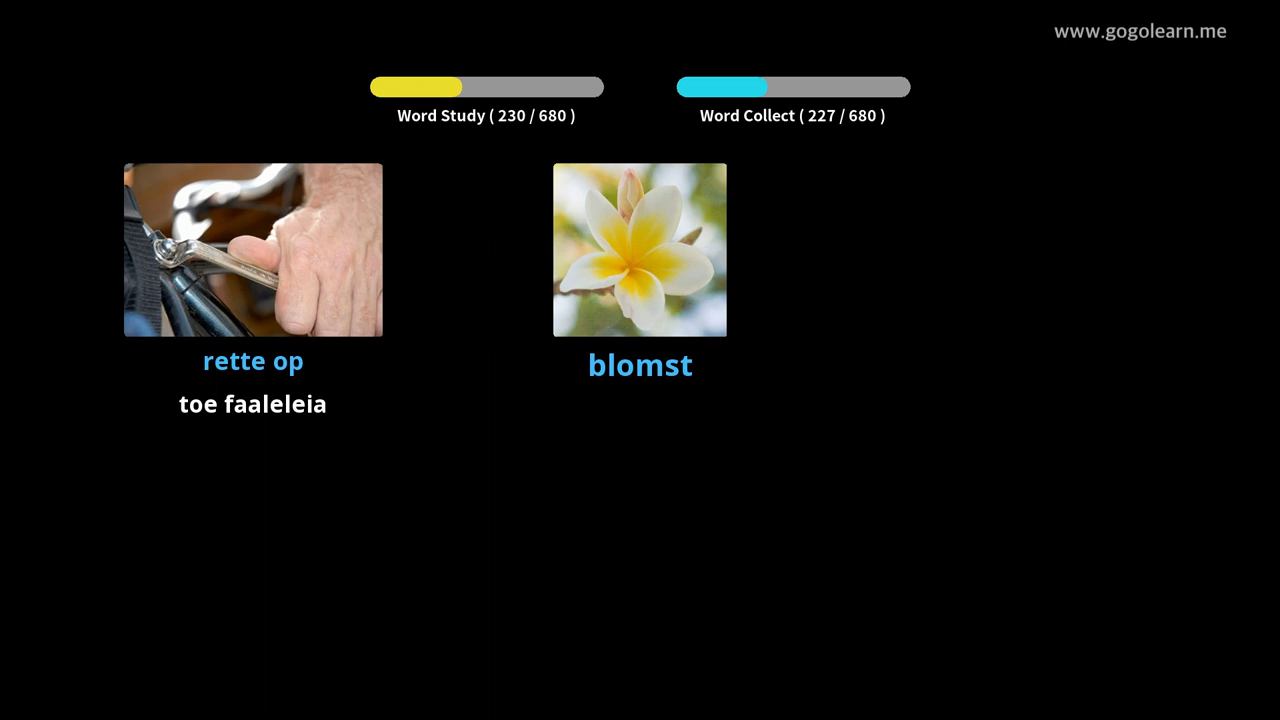 www.gogolearn.me
Word Study ( 230 / 680 )
Word Collect ( 227 / 680 )
rette op
toe faaleleia
blomst